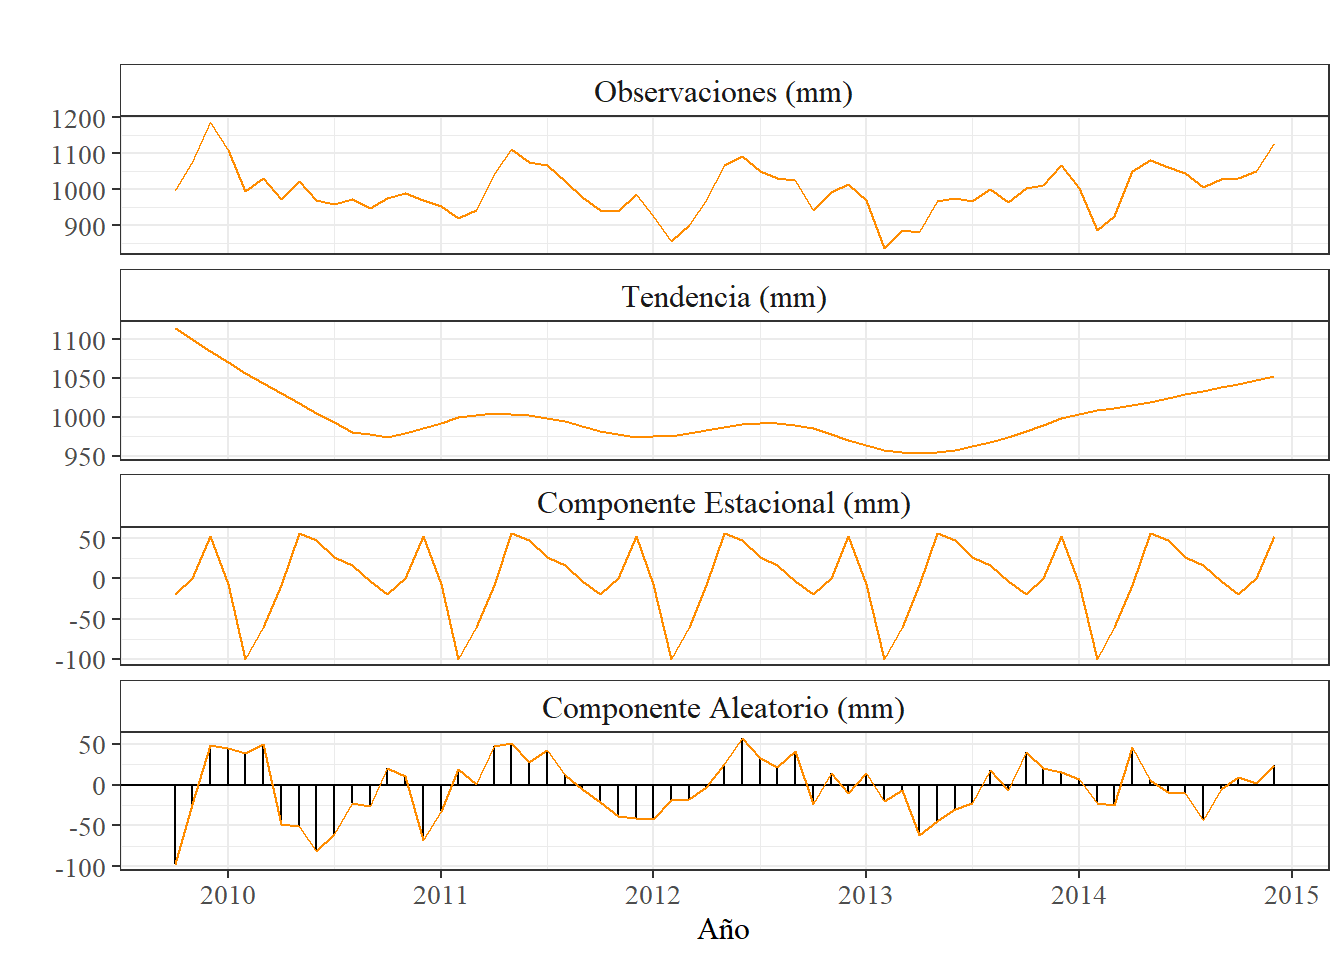 Observaciones (mm)
1200
1100
1000
900
Tendencia (mm)
1100
1050
1000
950
Componente Estacional (mm)
50
0
-50
-100
Componente Aleatorio (mm)
50
0
-50
-100
2010 2011 2012 2013 2014 2015
Año